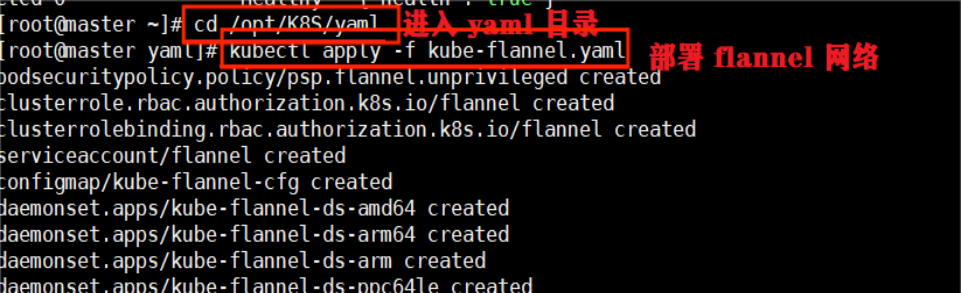 [root@master ~]# cd /opt/K8S/yaml 进入 yaml 目录
[root@master yaml]# kubectl apply -f kube-flannel.yaml 部署 flannel 网络
podsecuritypolicy.policy/psp.flannel.unprivileged created
clusterrole.rbac.authorization.k8s.io/flannel created
clusterrolebinding.rbac.authorization.k8s.io/flannel created
serviceaccount/flannel created
configmap/kube-flannel-cfg created
daemonset.apps/kube-flannel-ds-amd64 created
daemonset.apps/kube-flannel-ds-arm64 created
daemonset.apps/kube-flannel-ds-arm created
daemonset.apps/kube-flannel-ds-ppc64le created